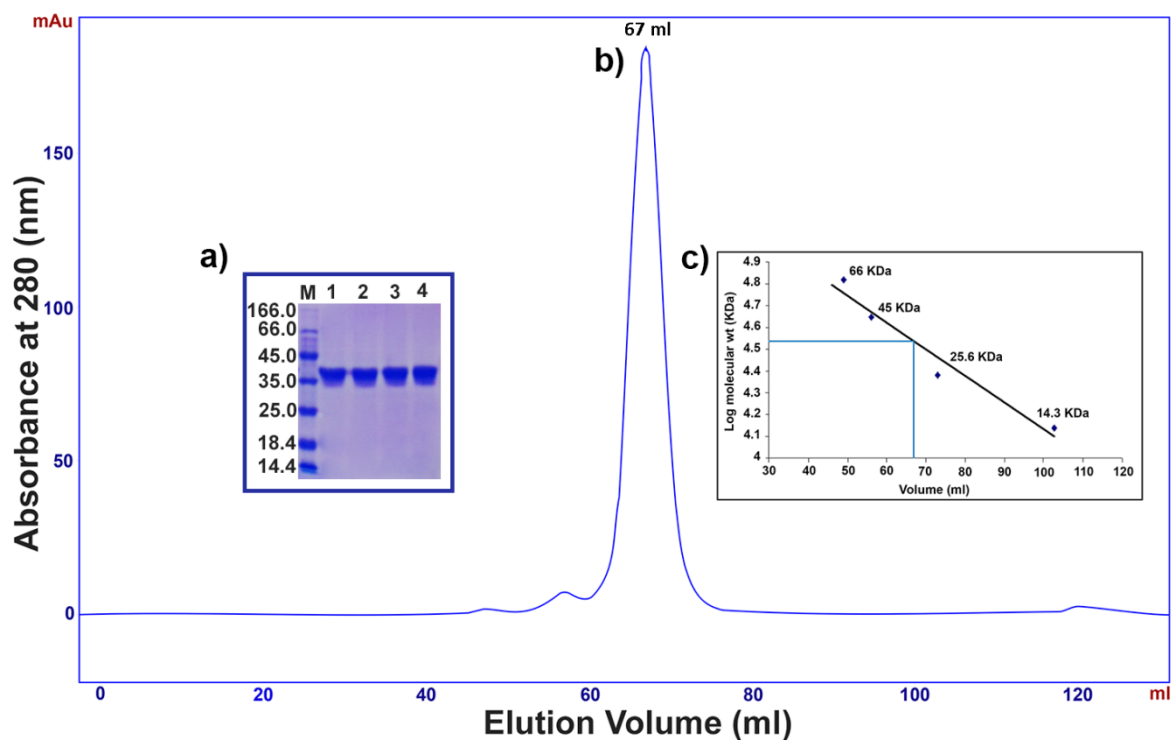 mAu
67 ml
b)
150
100
50
0
Absorbance at 280 (nm)
a)
M 1 2 3 4
166.0
66.0
45.0
35.0
25.0
18.4
14.4
c)
4.9
4.8
4.7
4.6
4.5
4.4
4.2
4.2
4.1
4
Log molecular wt (KDa)
66 KDa
45 KDa
25.6 KDa
14.3 KDa
30 40 50 60 70 80 90 100 110 120
Volume (ml)
0 20 40 60 80 100 120 ml
Elution Volume (ml)